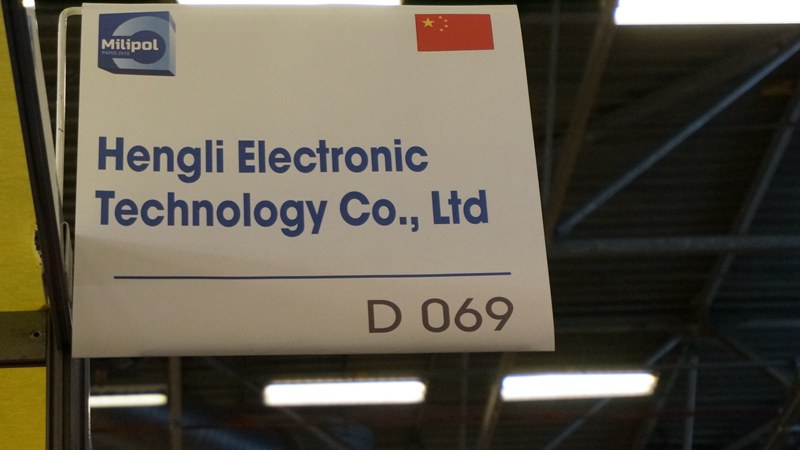 Milipol
Hengli Electronic
Technology Co., Ltd
D 069